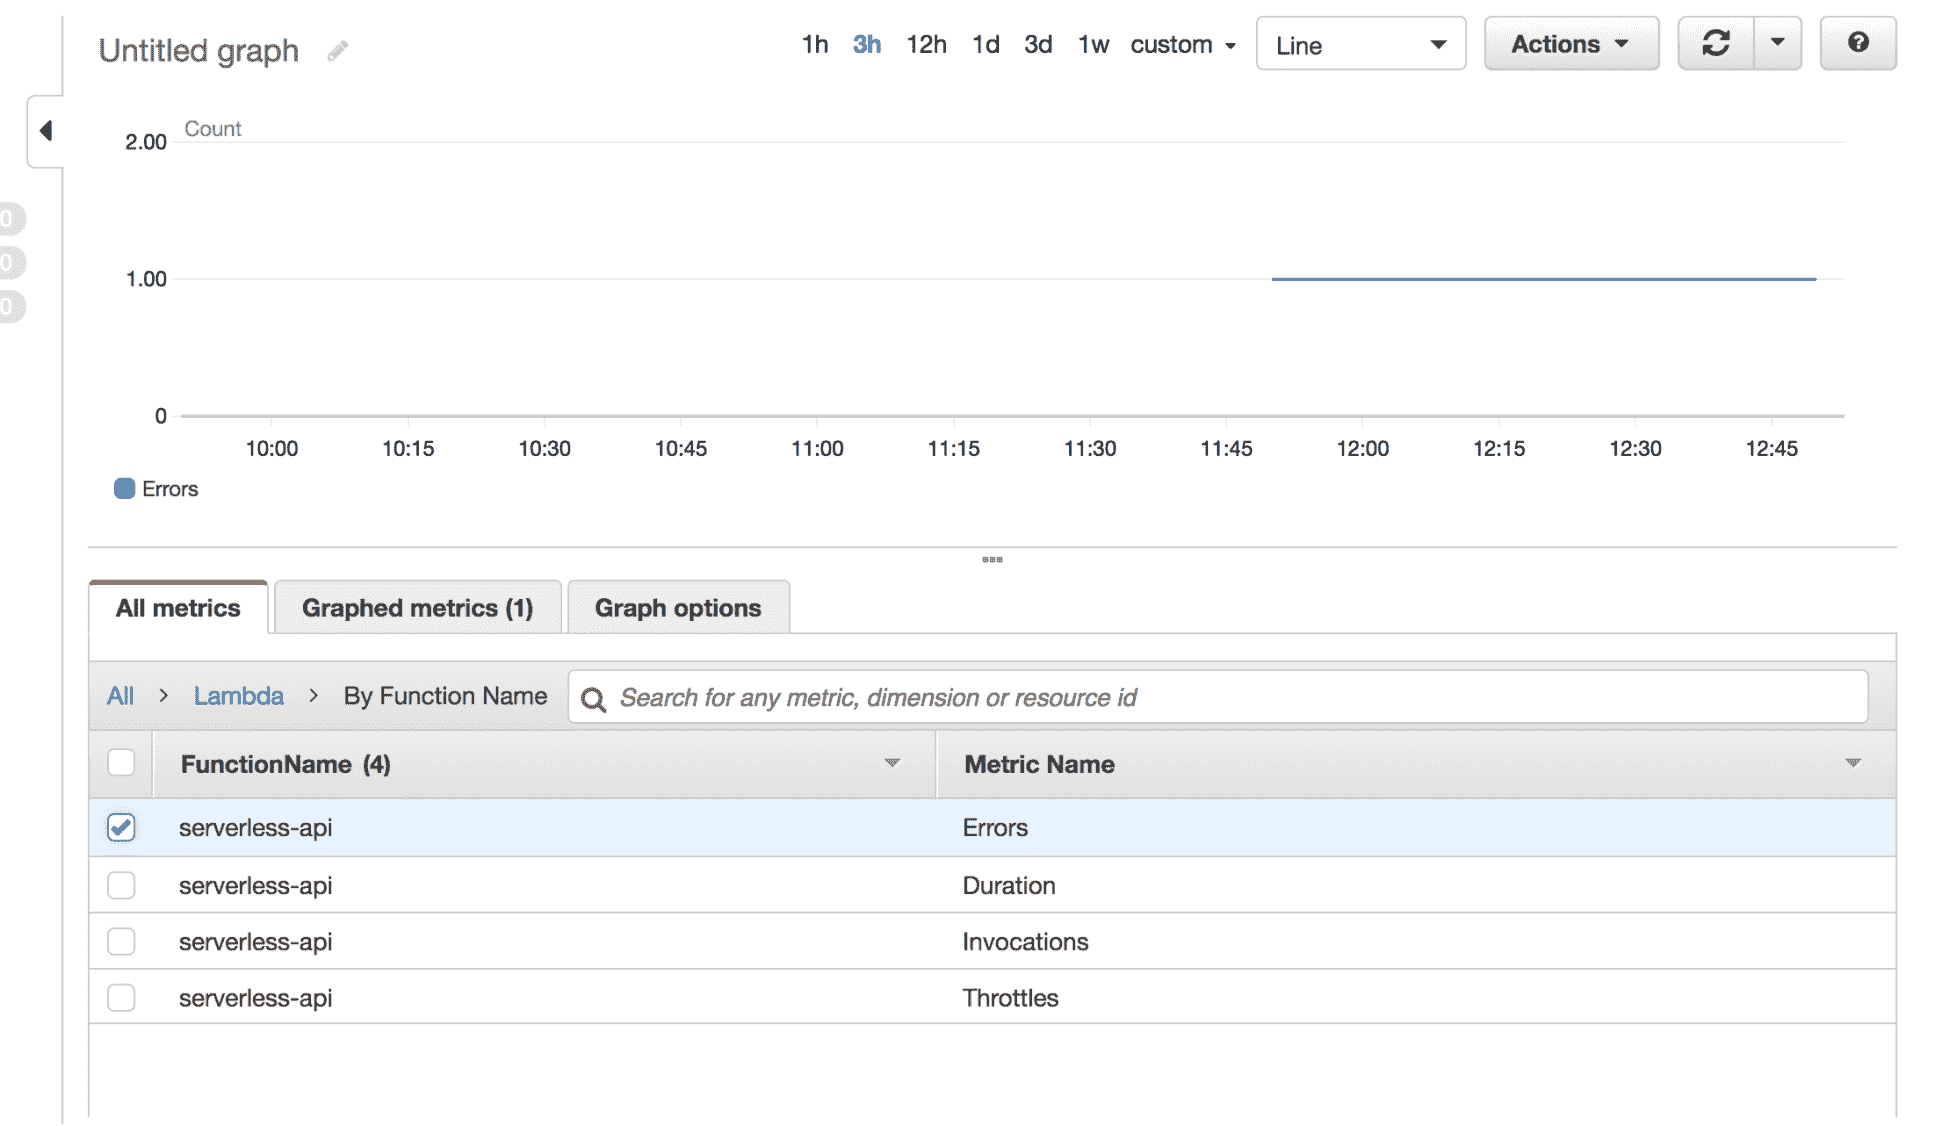 Untitled graph
1h 3h 12h 1d 3d 1w custom Line Actions ?
Count
2.00
1.00
0
0
0
0
10:00 10:15 10:30 10:45 11:00 11:15 11:30 11:45 12:00 12:15 12:30 12:45
Errors
All metrics Graphed metrics (1) Graph options
All > Lambda > By Function Name Search for any metric, dimension or resource id
FunctionName (4) Metric Name
serverless-api Errors
serverless-api Duration
serverless-api Invocations
serverless-api Throttles